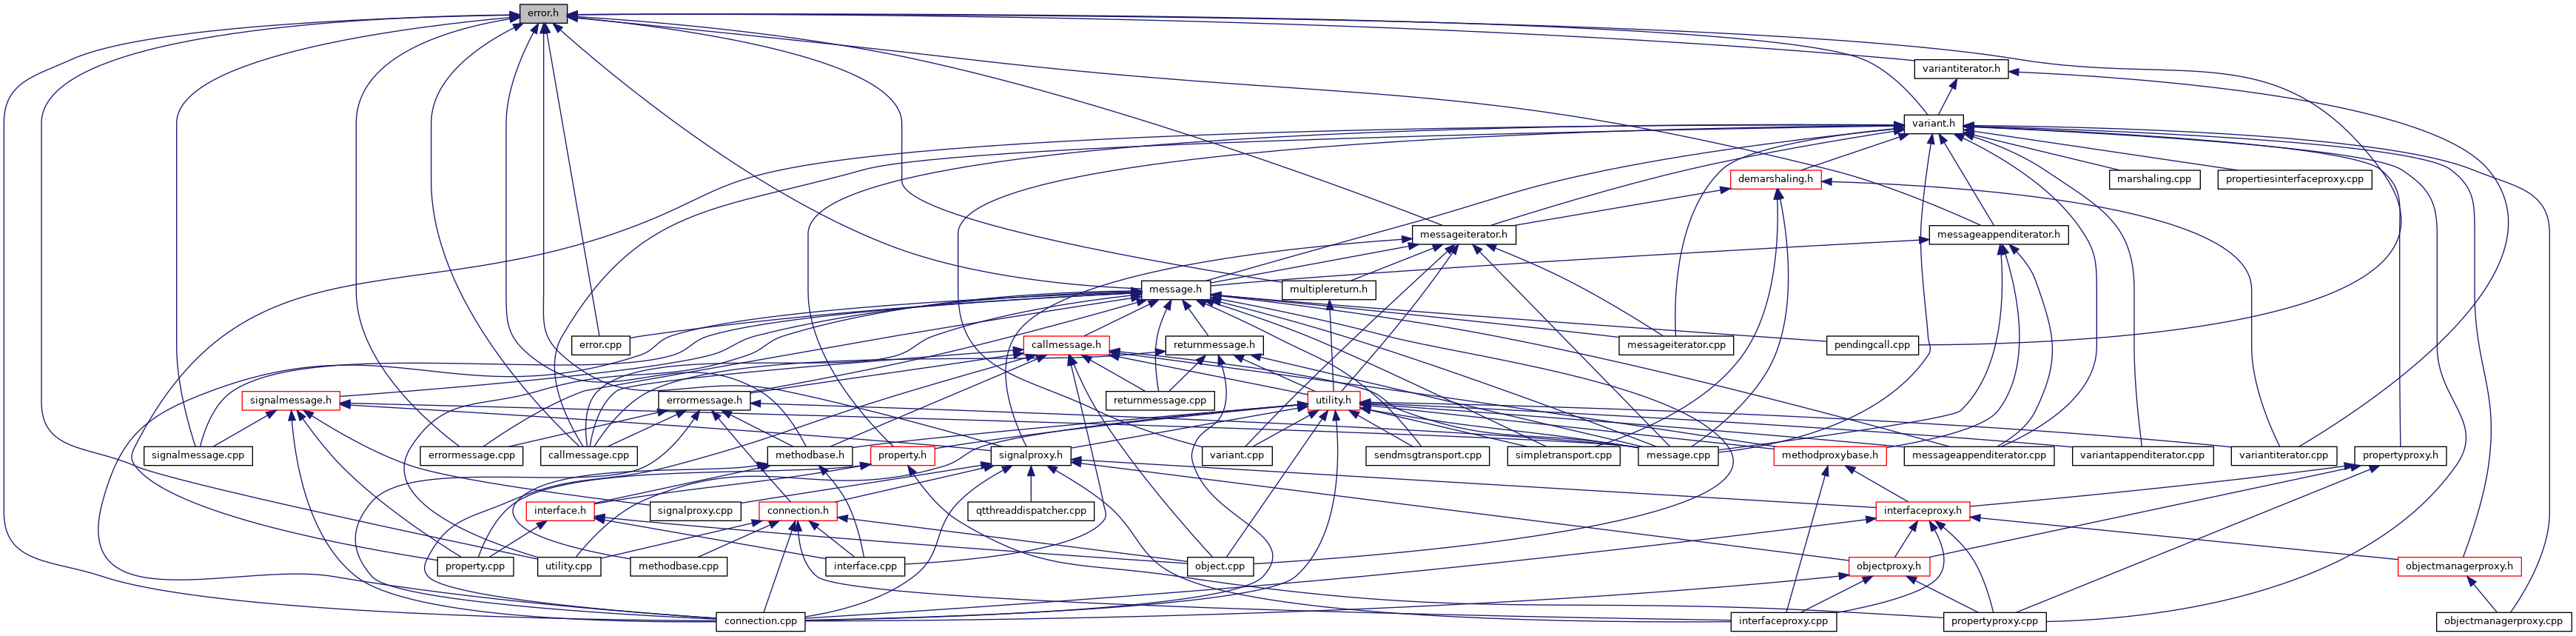 error.h
variantiterator.h
variant.h
demarshaling.h
marshaling.cpp
propertiesinterfaceproxy.cpp
messageiterator.h
messageappenditerator.h
message.h
multiplereturn.h
error.cpp
callmessage.h
returnmessage.h
messageiterator.cpp
pendingcall.cpp
signalmessage.h
errormessage.h
returnmessage.cpp
utility.h
signalmessage.cpp
errormessage.cpp
callmessage.cpp
methodbase.h
property.h
signalproxy.h
variant.cpp
sendmsgtransport.cpp
simpletransport.cpp
message.cpp
methodproxybase.h
messageappenditerator.cpp
variantappenditerator.cpp
variantiterator.cpp
propertyproxy.h
interface.h
signalproxy.cpp
connection.h
qtthreaddispatcher.cpp
interfaceproxy.h
property.cpp
utility.cpp
methodbase.cpp
interface.cpp
object.cpp
objectproxy.h
objectmanagerproxy.h
connection.cpp
interfaceproxy.cpp
propertyproxy.cpp
objectmanagerproxy.cpp